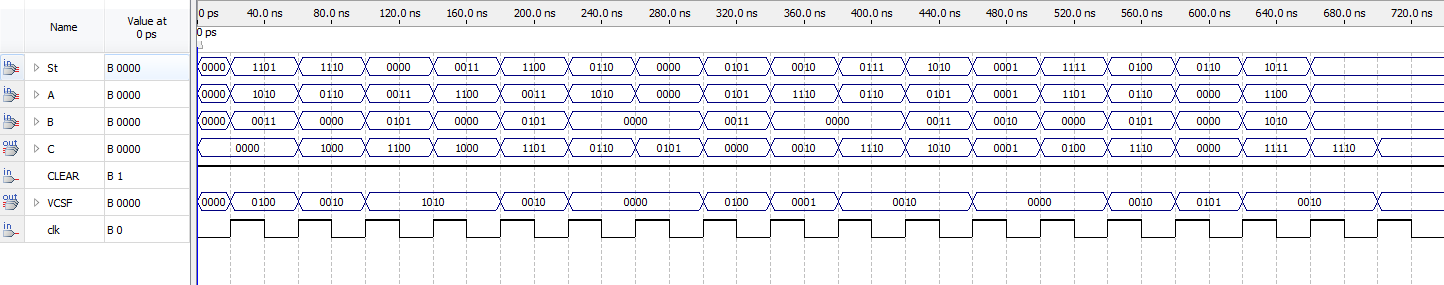 Name
Value at
0 ps
0 ps 40.0 ns 80.0 ns 120.0 ns 160.0 ns 200.0 ns 240.0 ns 280.0 ns 320.0 ns 360.0 ns 400.0 ns 440.0 ns 480.0 ns 520.0 ns 560.0 ns 600.0 ns 640.0 ns 680.0 ns 720.0 ns
0 ps
in St B 0000 0000 1101 1110 0000 0011 1100 0110 0000 0101 0010 0111 1010 0001 1111 0100 0110 1011
in A B 0000 0000 1010 0110 0011 1100 0011 1010 0000 0101 1110 0110 0101 0001 1101 0110 0000 1100
in B B 0000 0000 0011 0000 0101 0000 0101 0000 0011 0000 0011 0010 0000 0101 0000 1010
out C B 0000 0000 1000 1100 1000 1101 0110 0101 0000 0010 1110 1010 0001 0100 1110 0000 1111 1110
in CLEAR B 1
out VCSF B 0000 0000 0100 0010 1010 0010 0000 0100 0001 0010 0000 0010 0101 0010
in clk B 0